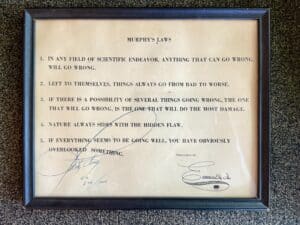 MURPHY'S LAWS
1. IN ANY FIELD OF SCIENTIFIC ENDEAVOR, ANYTHING THAT CAN GO WRONG,
WILL GO WRONG.
2. LEFT TO THEMSELVES, THINGS ALWAYS GO FROM BAD TO WORSE.
3. IF THERE IS A POSSIBILITY OF SEVERAL THINGS GOING WRONG, THE ONE
THAT WILL GO WRONG, IS THE ONE THAT WILL DO THE MOST DAMAGE.
4. NATURE ALWAYS SIDES WITH THE HIDDEN FLAW.
5. IF EVERYTHING SEEMS TO BE GOING WELL, YOU HAVE OBVIOUSLY
OVERLOOKED SOMETHING.